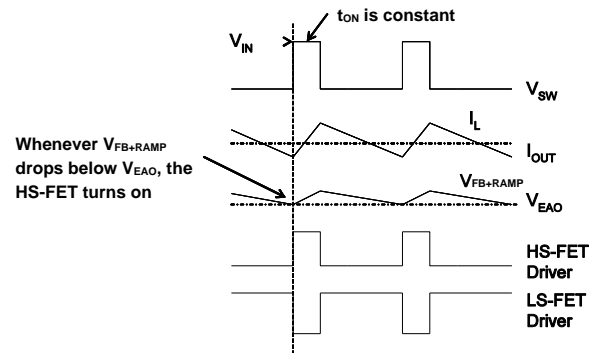 tON is constant
VIN
VSW
IL
IOUT
Whenever VFB+RAMP
drops below VEAO, the
HS-FET turns on
VFB+RAMP
VEAO
HS-FET
Driver
LS-FET
Driver